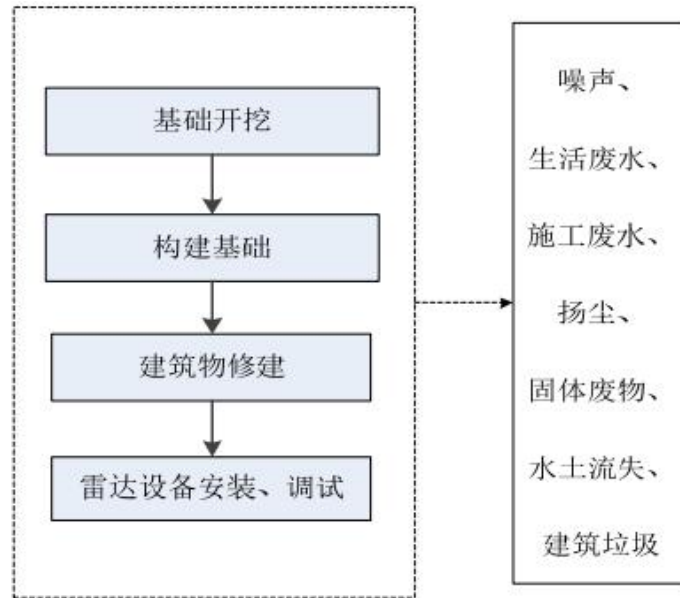 基础开挖
构建基础
建筑物修建
雷达设备安装、调试
噪声、
生活废水、
施工废水、
扬尘、
固体废物、
水土流失、
建筑垃圾